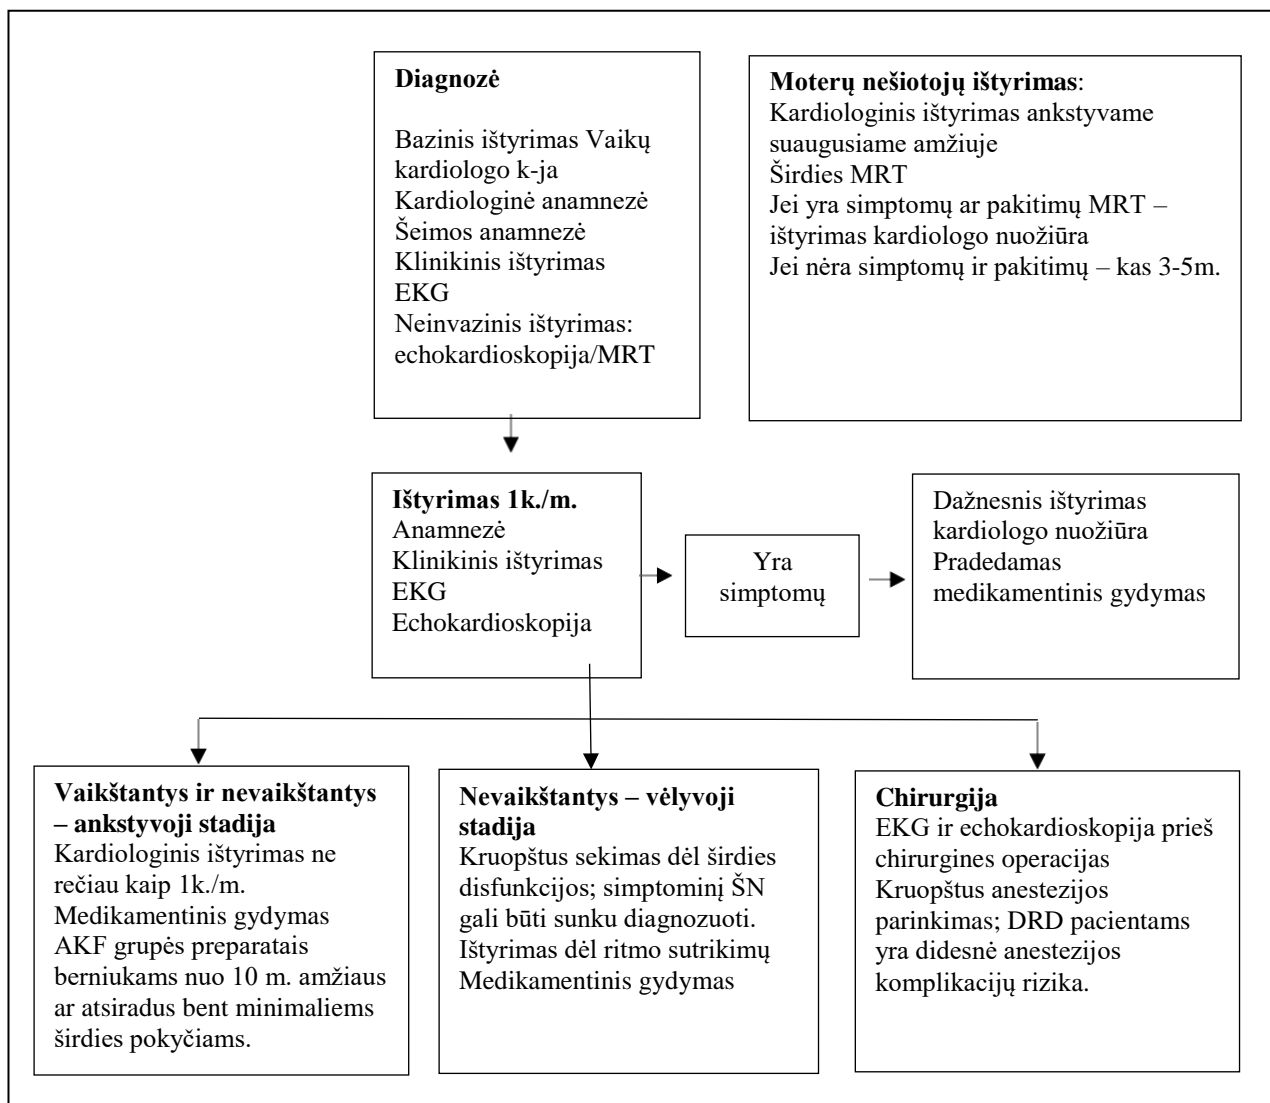 Diagnozė
Bazinis ištyrimas Vaikų
kardiologo k-ja
Kardiologinė anamnezė
Šeimos anamnezė
Klinikinis ištyrimas
EKG
Neinvazinis ištyrimas:
echokardioskopija/MRT
Moterų nešiotojų ištyrimas:
Kardiologinis ištyrimas ankstyvame
suaugusiame amžiuje
Širdies MRT
Jei yra simptomų ar pakitimų MRT –
ištyrimas kardiologo nuožiūra
Jei nėra simptomų ir pakitimų – kas 3-5m.
Ištyrimas 1k./m.
Anamnezė
Klinikinis ištyrimas
EKG
Echokardioskopija
Yra
simptomų
Dažnesnis ištyrimas
kardiologo nuožiūra
Pradedamas
medikamentinis gydymas
Vaikštantys ir nevaikštantys
– ankstyvoji stadija
Kardiologinis ištyrimas ne
rečiau kaip 1k./m.
Medikamentinis gydymas
AKF grupės preparatais
berniukams nuo 10 m. amžiaus
ar atsiradus bent minimaliems
širdies pokyčiams.
Nevaikštantys – vėlyvoji
stadija
Kruopštus sekimas dėl širdies
disfunkcijos; simptominį ŠN
gali būti sunku diagnozuoti.
Ištyrimas dėl ritmo sutrikimų
Medikamentinis gydymas
Chirurgija
EKG ir echokardioskopija prieš
chirurgines operacijas
Kruopštus anestezijos
parinkimas; DRD pacientams
yra didesnė anestezijos
komplikacijų rizika.